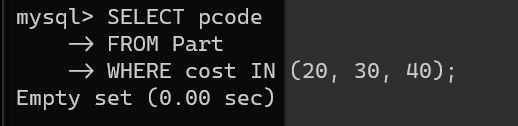 mysql> SELECT pcode
    -> FROM Part
    -> WHERE cost IN (20, 30, 40);
Empty set (0.00 sec)